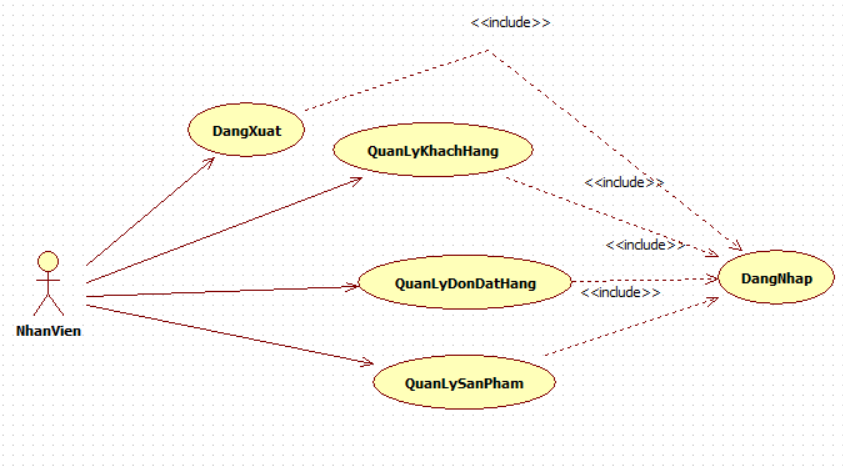 <<include>>
DangXuat
QuanLyKhachHang
<<include>>
<<include>>
DangNhap
QuanLyDonDatHang
<<include>>
NhanVien
QuanLySanPham